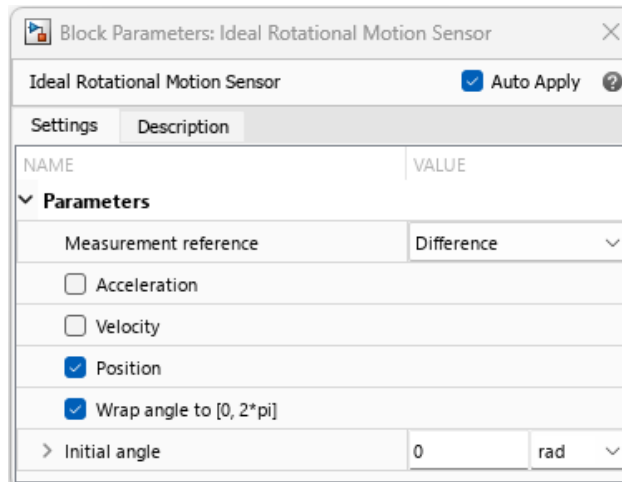 Block Parameters: Ideal Rotational Motion Sensor
Ideal Rotational Motion Sensor Auto Apply ?
Settings Description
NAME VALUE
Parameters
Measurement reference Difference
Acceleration
Velocity
Position
Wrap angle to [0, 2*pi]
Initial angle 0 rad